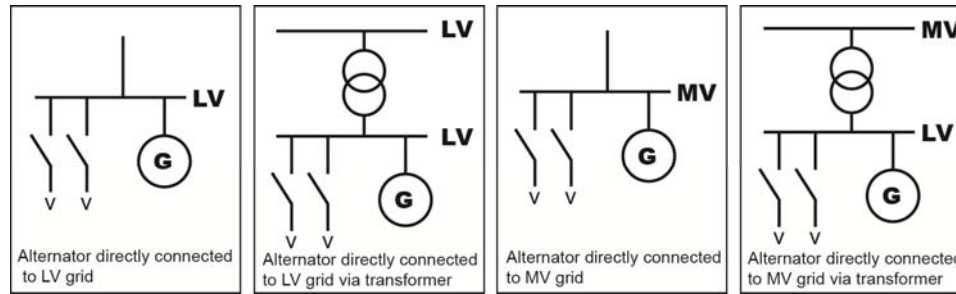 LV
G
V V
Alternator directly connected
to LV grid
LV
LV
G
V V
Alternator directly connected
to LV grid via transformer
MV
G
V V
Alternator directly connected
to MV grid
MV
LV
G
V V
Alternator directly connected
to MV grid via transformer